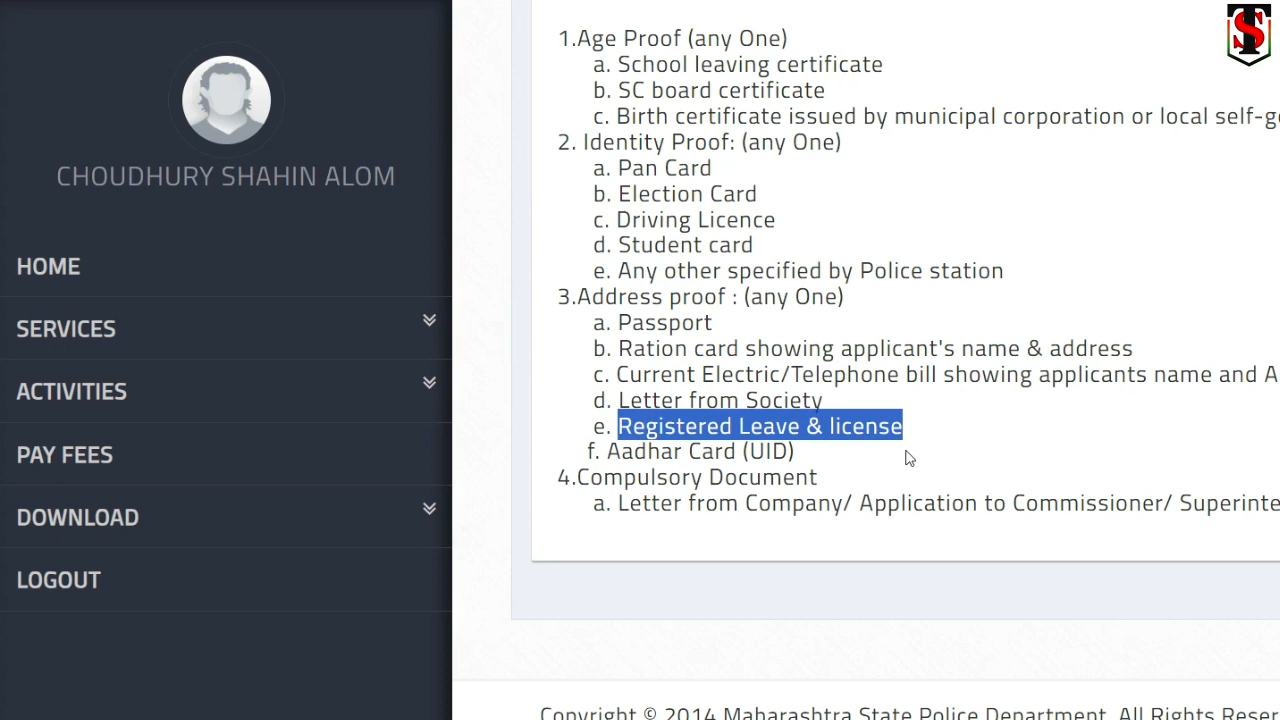 CHOUDHURY SHAHIN ALOM
HOME
SERVICES
ACTIVITIES
PAY FEES
DOWNLOAD
LOGOUT
1.Age Proof (any One)
a. School leaving certificate
b. SC board certificate
c. Birth certificate issued by municipal corporation or local
2. Identity Proof: (any One)
a. Pan Card
b. Election Card
c. Driving Licence
d. Student card
e. Any other specified by Police station
3.Address proof : (any One)
a. Passport
b. Ration card showing applicant's name & address
c. Current Electric/Telephone bill showing applicants name and
d. Letter from Society
e. Registered Leave & license
f. Aadhar Card (UID)
4.Compulsory Document
a. Letter from Company/ Application to Commissioner/
Copyright © 2014 Maharashtra State Police Department. All Rights